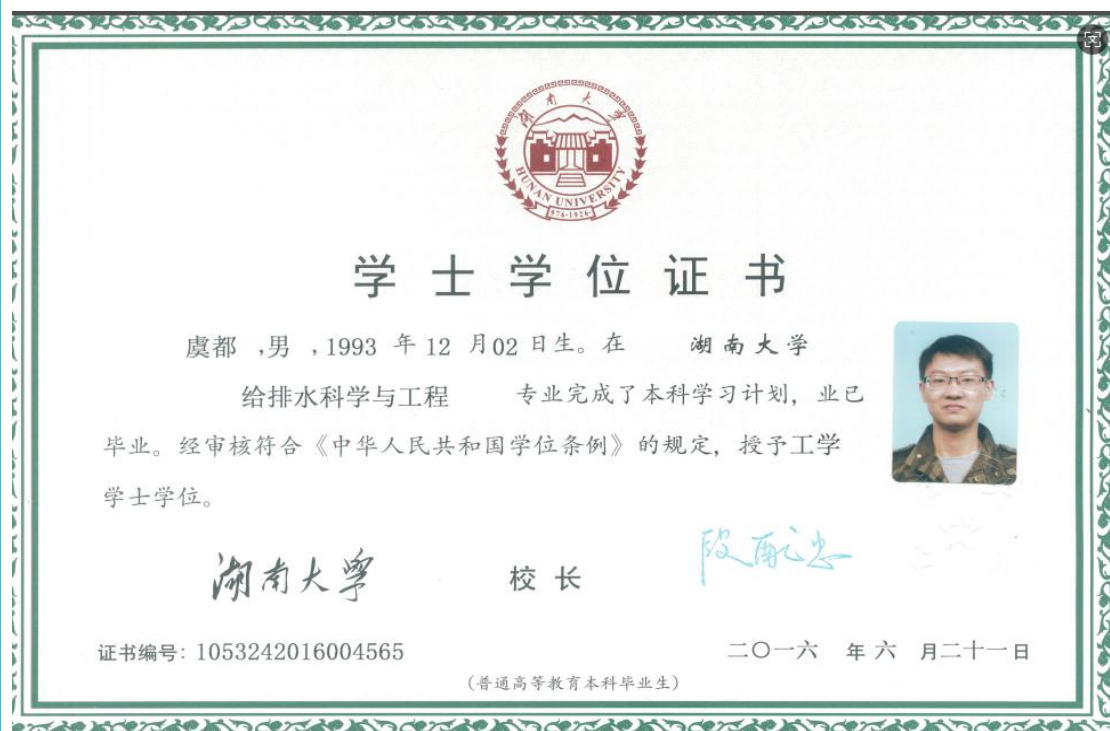 湖南大学
HUNAN UNIVERSITY
976-1926
学士学位证书
虞都 ,男 ,1993 年 12 月 02 日生。在 湖南大学
给排水科学与工程 专业完成了本科学习计划，业已
毕业。经审核符合《中华人民共和国学位条例》的规定，授予工学
学士学位。
湖南大学 校长 段献忠
证书编号：1053242016004565 二〇一六 年 六 月 二十一 日
（普通高等教育本科毕业生）